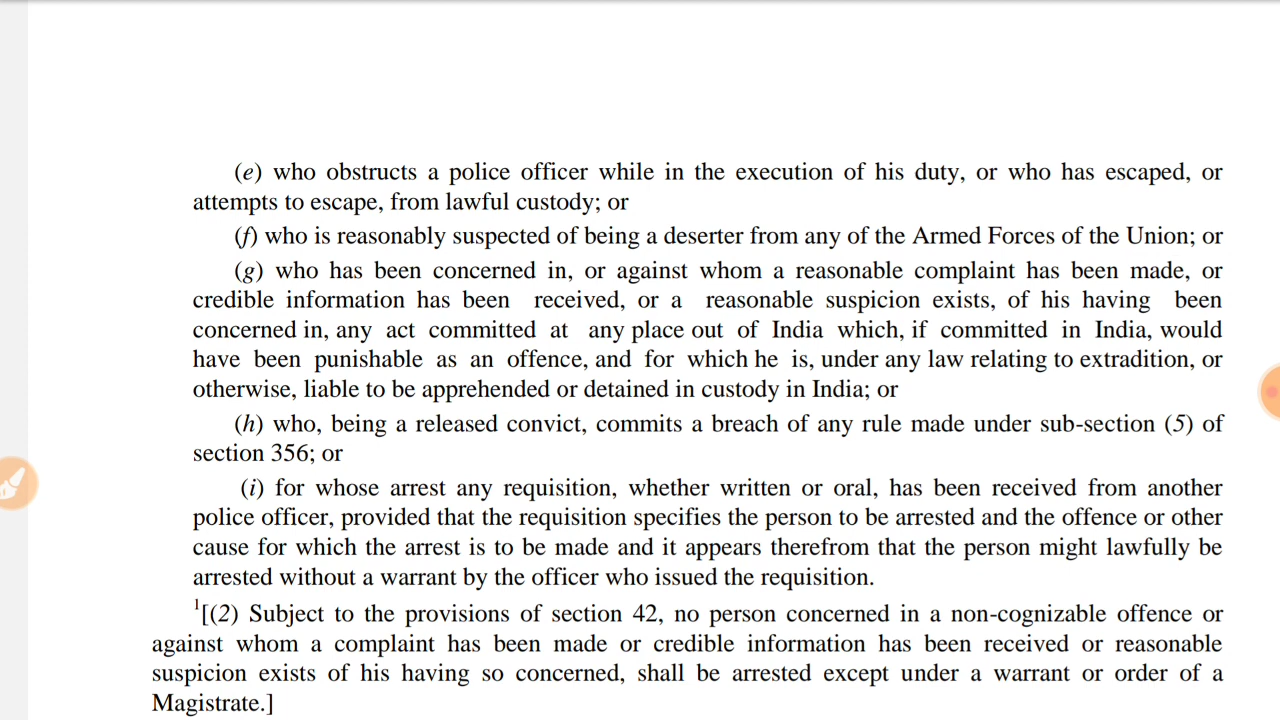 (e) who obstructs a police officer while in the execution of his duty, or who has escaped, or
attempts to escape, from lawful custody; or
(f) who is reasonably suspected of being a deserter from any of the Armed Forces of the Union; or
(g) who has been concerned in, or against whom a reasonable complaint has been made, or
credible information has been received, or a reasonable suspicion exists, of his having been
concerned in, any act committed at any place out of India which, if committed in India, would
have been punishable as an offence, and for which he is, under any law relating to extradition, or
otherwise, liable to be apprehended or detained in custody in India; or
(h) who, being a released convict, commits a breach of any rule made under sub-section (5) of
section 356; or
(i) for whose arrest any requisition, whether written or oral, has been received from another
police officer, provided that the requisition specifies the person to be arrested and the offence or other
cause for which the arrest is to be made and it appears therefrom that the person might lawfully be
arrested without a warrant by the officer who issued the requisition.
1[(2) Subject to the provisions of section 42, no person concerned in a non-cognizable offence or
against whom a complaint has been made or credible information has been received or reasonable
suspicion exists of his having so concerned, shall be arrested except under a warrant or order of a
Magistrate.]